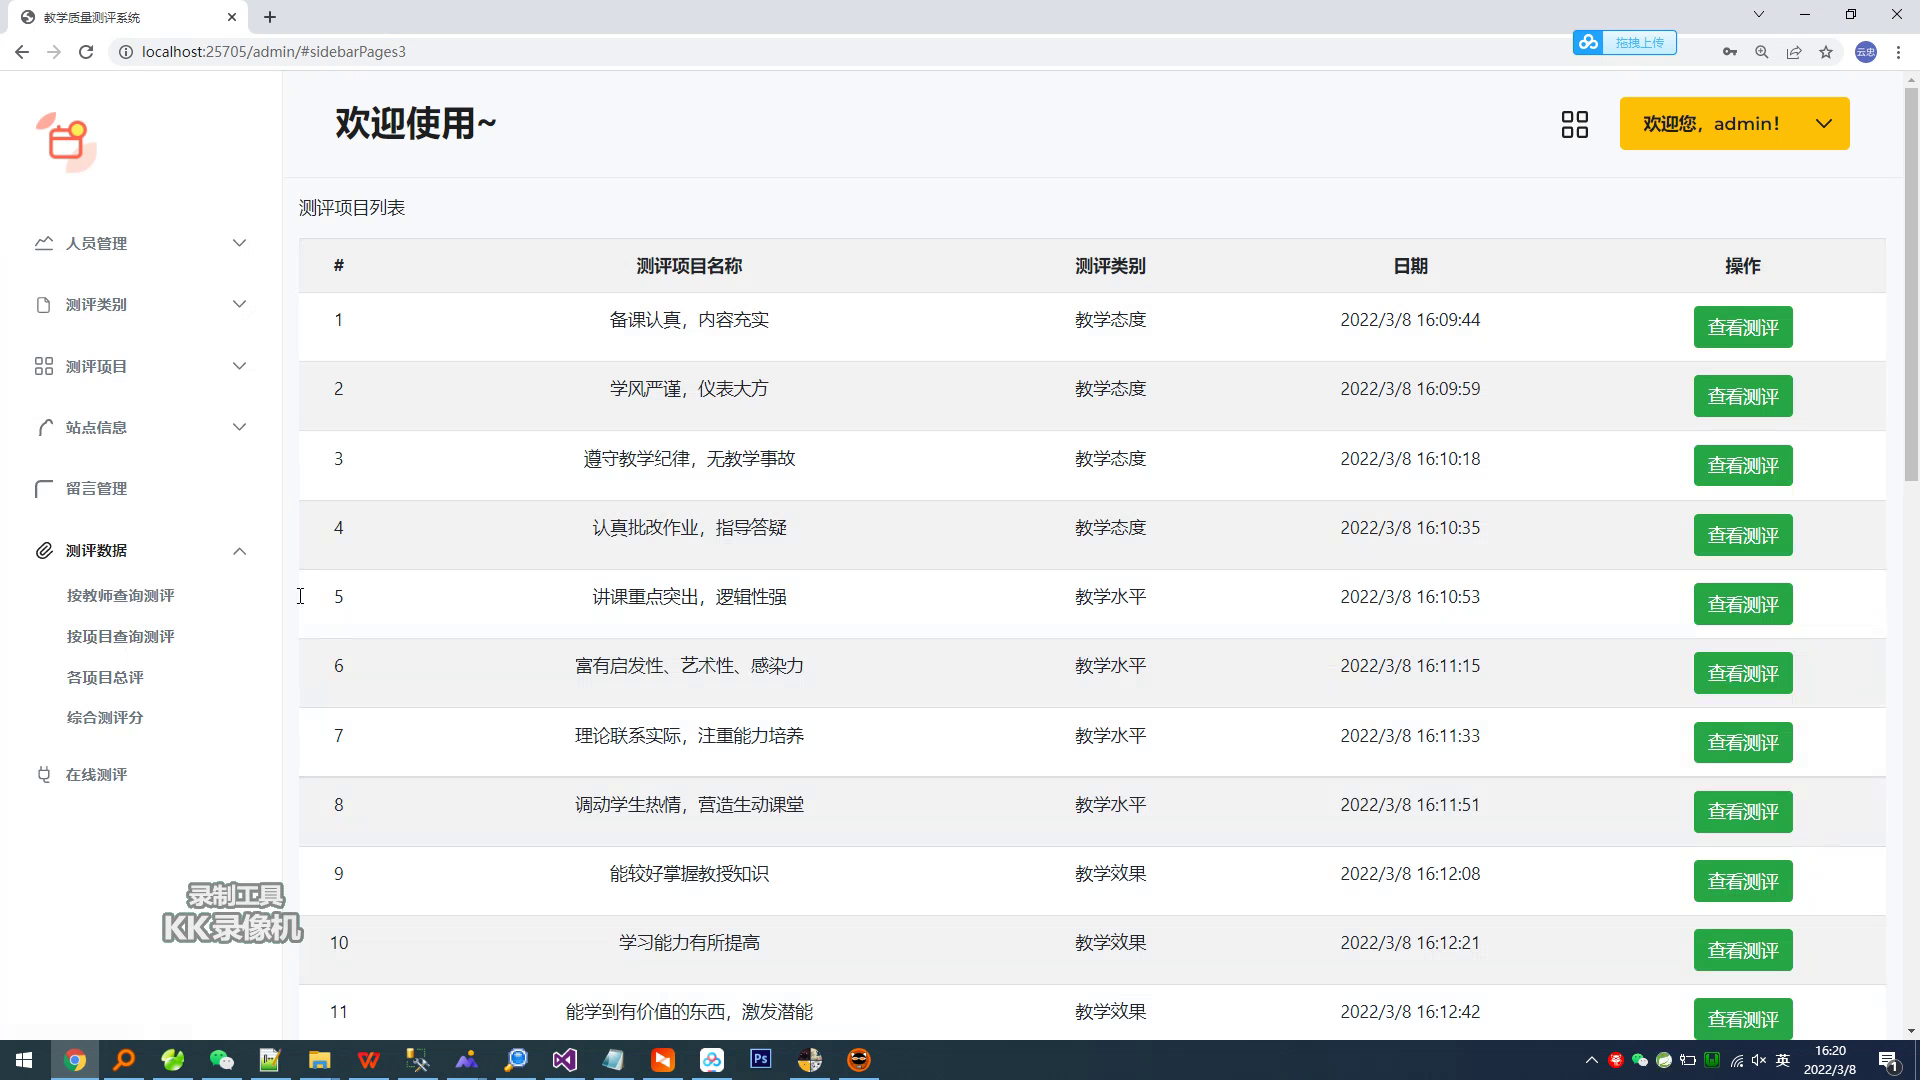 教学质量测评系统
localhost:25705/admin/#sidebarPages3
拖拽上传
云忠
欢迎使用~
欢迎您，admin！
人员管理
测评类别
测评项目
站点信息
留言管理
测评数据
按教师查询测评
按项目查询测评
各项目总评
综合测评分
在线测评
测评项目列表
# 测评项目名称 测评类别 日期 操作
1 备课认真，内容充实 教学态度 2022/3/8 16:09:44 查看测评
2 学风严谨，仪表大方 教学态度 2022/3/8 16:09:59 查看测评
3 遵守教学纪律，无教学事故 教学态度 2022/3/8 16:10:18 查看测评
4 认真批改作业，指导答疑 教学态度 2022/3/8 16:10:35 查看测评
5 讲课重点突出，逻辑性强 教学水平 2022/3/8 16:10:53 查看测评
6 富有启发性、艺术性、感染力 教学水平 2022/3/8 16:11:15 查看测评
7 理论联系实际，注重能力培养 教学水平 2022/3/8 16:11:33 查看测评
8 调动学生热情，营造生动课堂 教学水平 2022/3/8 16:11:51 查看测评
9 能较好掌握教授知识 教学效果 2022/3/8 16:12:08 查看测评
10 学习能力有所提高 教学效果 2022/3/8 16:12:21 查看测评
11 能学到有价值的东西，激发潜能 教学效果 2022/3/8 16:12:42 查看测评
录制工具
KK录像机
Ps
英
16:20
2022/3/8
1